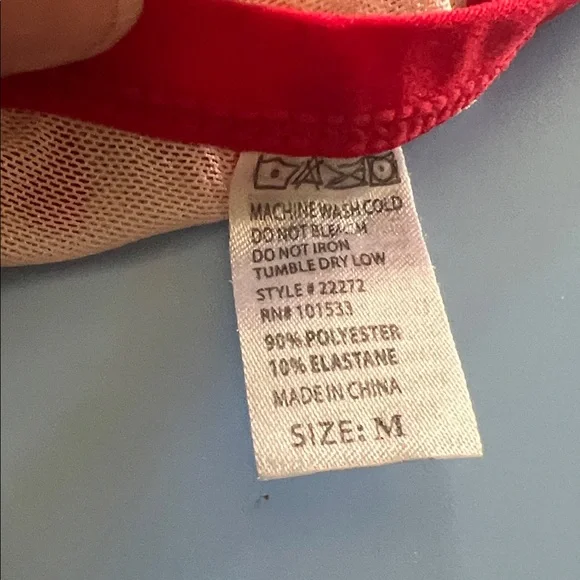 MACHINE WASH COLD
DO NOT BLEACH
DO NOT IRON
TUMBLE DRY LOW
STYLE # 22272
RN# 101533
90% POLYESTER
10% ELASTANE
MADE IN CHINA
SIZE: M